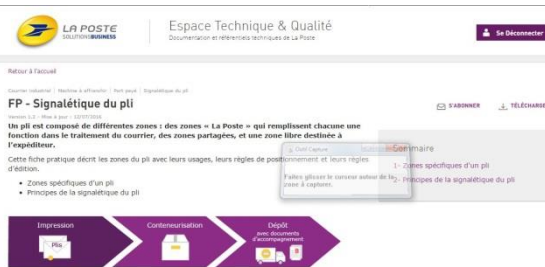 LA POSTE
SOLUTIONS BUSINESS
Espace Technique & Qualité
Documentation et référentiels techniques de La Poste
Se Déconnecter
Retour à l'accueil
Courrier industriel | Machine à affranchir | Port payé | Signalétique du pli
FP - Signalétique du pli
S'ABONNER
TÉLÉCHARGE
Un pli est composé de différentes zones : des zones « La Poste » qui remplissent chacune une
fonction dans le traitement du courrier, des zones partagées, et une zone libre destinée à
l'expéditeur.
Cette fiche pratique décrit les zones du pli avec leurs usages, leurs règles de positionnement et leurs règles
d'édition.
• Zones spécifiques d'un pli
• Principes de la signalétique du pli
Outil Capture
Faites glisser le curseur autour de la
zone à capturer.
Sommaire
1- Zones spécifiques d'un pli
2- Principes de la signalétique du pli
Impression
Plis
Conteneurisation
Dépôt
avec documents
d'accompagnement